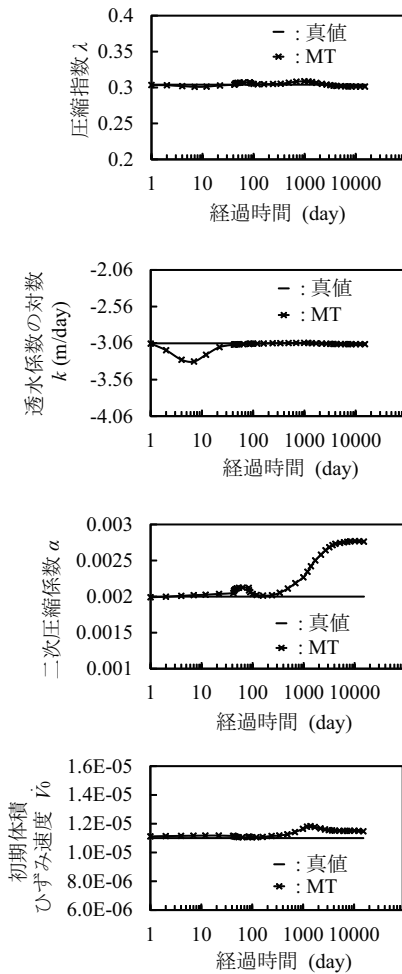 圧縮指数 λ
0.4
0.35
0.3
0.25
0.2
: 真値
: MT
1 10 100 1000 10000
経過時間 (day)
透水係数の対数
k (m/day)
-2.06
-2.56
-3.06
-3.56
-4.06
: 真値
: MT
1 10 100 1000 10000
経過時間 (day)
二次圧縮係数 α
0.003
0.0025
0.002
0.0015
0.001
: 真値
: MT
1 10 100 1000 10000
経過時間 (day)
初期体積
ひずみ速度 V̇0
1.6E-05
1.4E-05
1.2E-05
1.0E-05
8.0E-06
6.0E-06
: 真値
: MT
1 10 100 1000 10000
経過時間 (day)